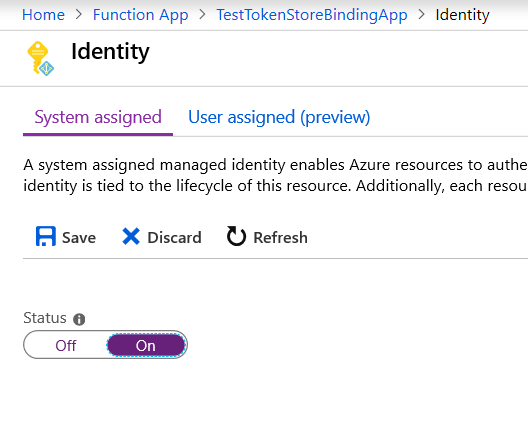 Home > Function App > TestTokenStoreBindingApp > Identity
Identity
System assigned User assigned (preview)
A system assigned managed identity enables Azure resources to authe
identity is tied to the lifecycle of this resource. Additionally, each resou
Save Discard Refresh
Status
Off On